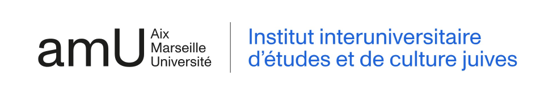 amU
Aix
Marseille
Université
Institut interuniversitaire
d'études et de culture juives